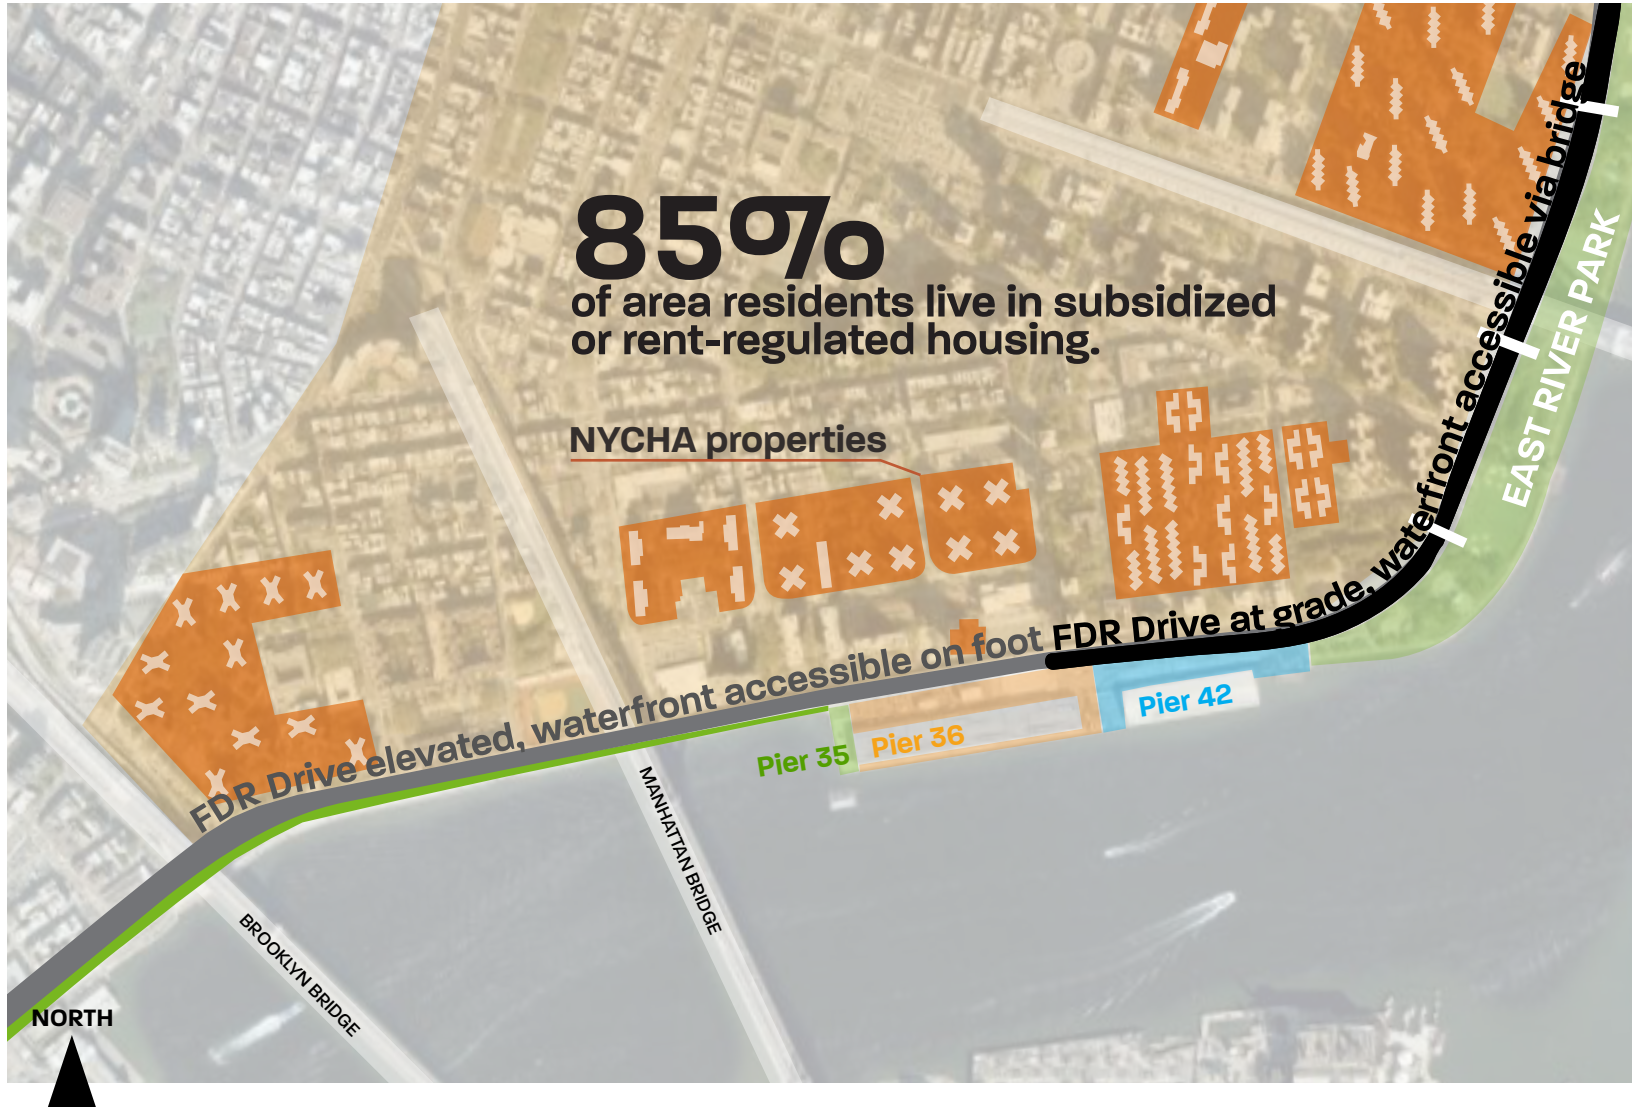 85%
of area residents live in subsidized
or rent-regulated housing.
NYCHA properties
FDR Drive elevated, waterfront accessible on foot
FDR Drive at grade, waterfront accessible via bridge
EAST RIVER PARK
Pier 35
Pier 36
Pier 42
MANHATTAN BRIDGE
BROOKLYN BRIDGE
NORTH